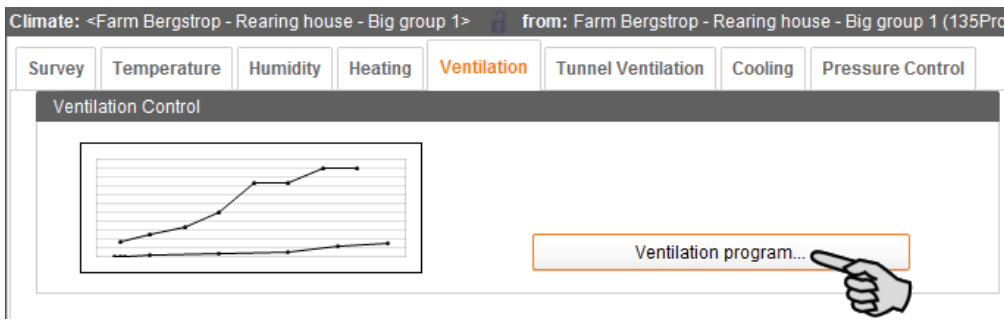 Climate: <Farm Bergstrop - Rearing house - Big group 1> from: Farm Bergstrop - Rearing house - Big group 1 (135Pro
Survey Temperature Humidity Heating Ventilation Tunnel Ventilation Cooling Pressure Control
Ventilation Control
Ventilation program...